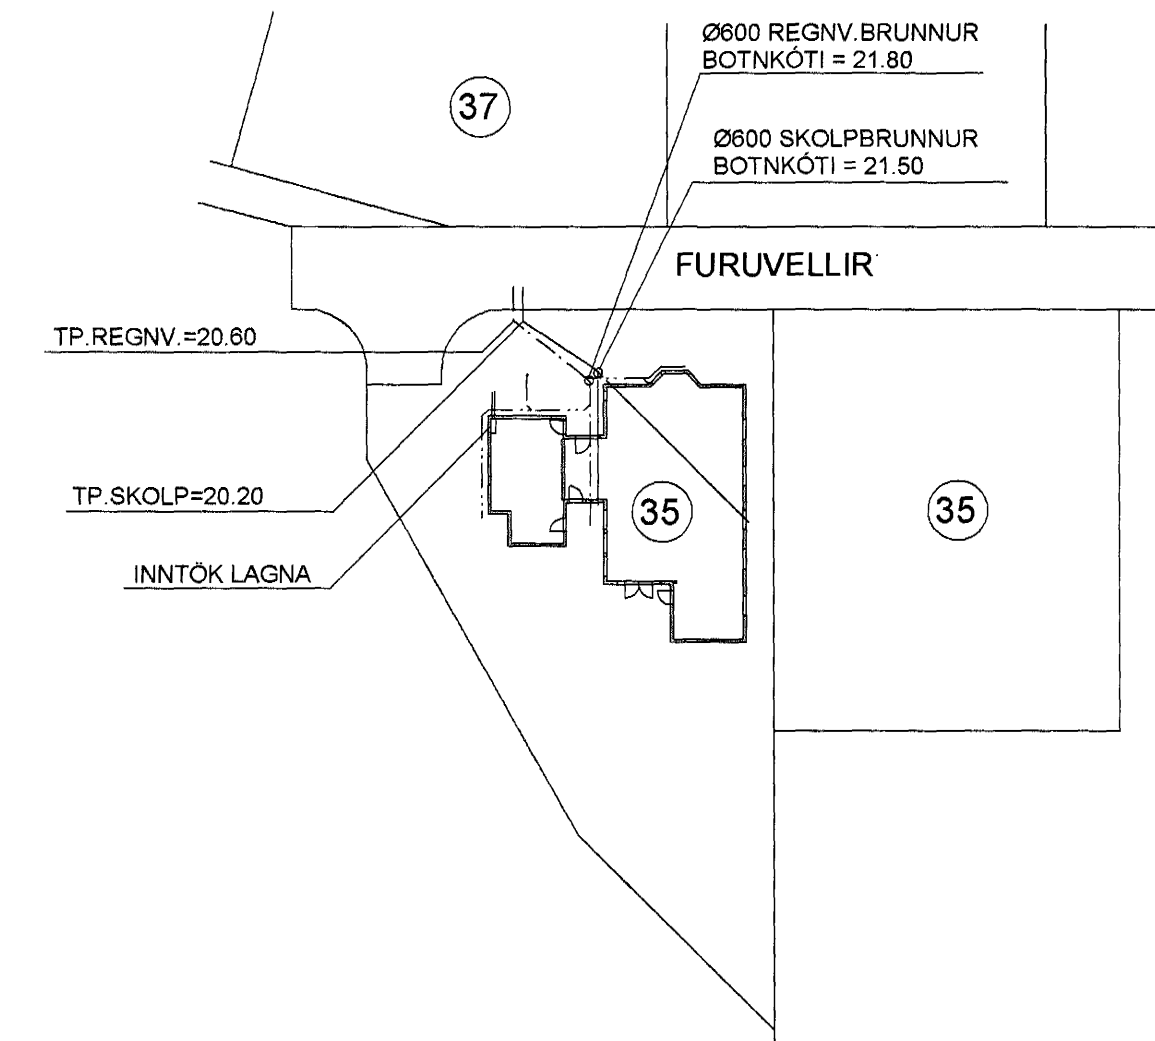 Ø600 REGNV.BRUNNUR
BOTNKÓTI = 21.80
37
Ø600 SKOLPBRUNNUR
BOTNKÓTI = 21.50
FURUVELLIR
TP.REGNV.=20.60
TP.SKOLP=20.20
35
35
INNTÖK LAGNA